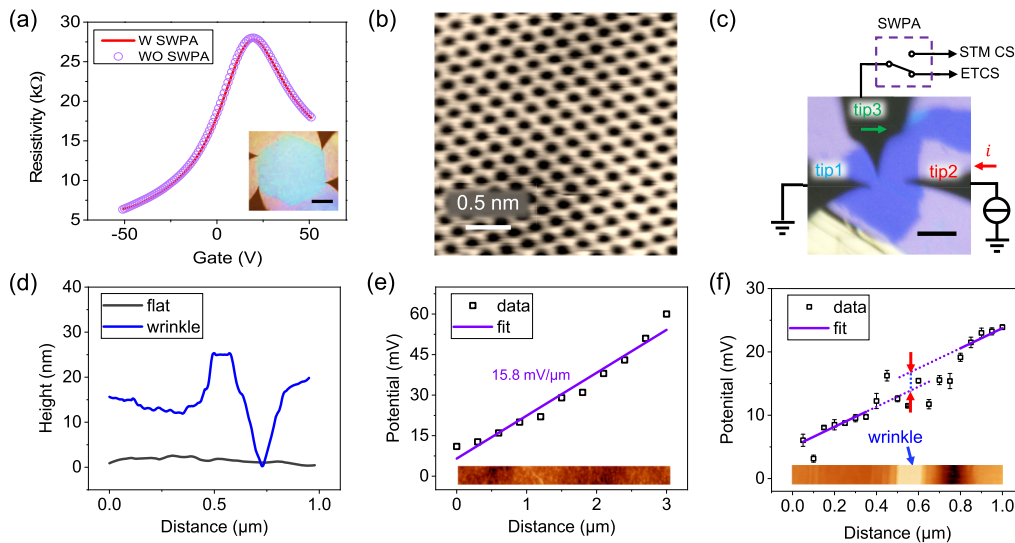 (a)
30
25
20
15
10
5
Resistivity (kΩ)
W SWPA
WO SWPA
-50
0
50
Gate (V)
(b)
0.5 nm
(c)
SWPA
STM CS
ETCS
tip3
tip1
tip2
i
(d)
40
30
20
10
0
Height (nm)
flat
wrinkle
0.0
0.5
1.0
Distance (μm)
(e)
60
45
30
15
0
Potential (mV)
data
fit
15.8 mV/μm
0
1
2
3
Distance (μm)
(f)
30
20
10
0
Potenital (mV)
data
fit
wrinkle
0.0
0.2
0.4
0.6
0.8
1.0
Distance (μm)